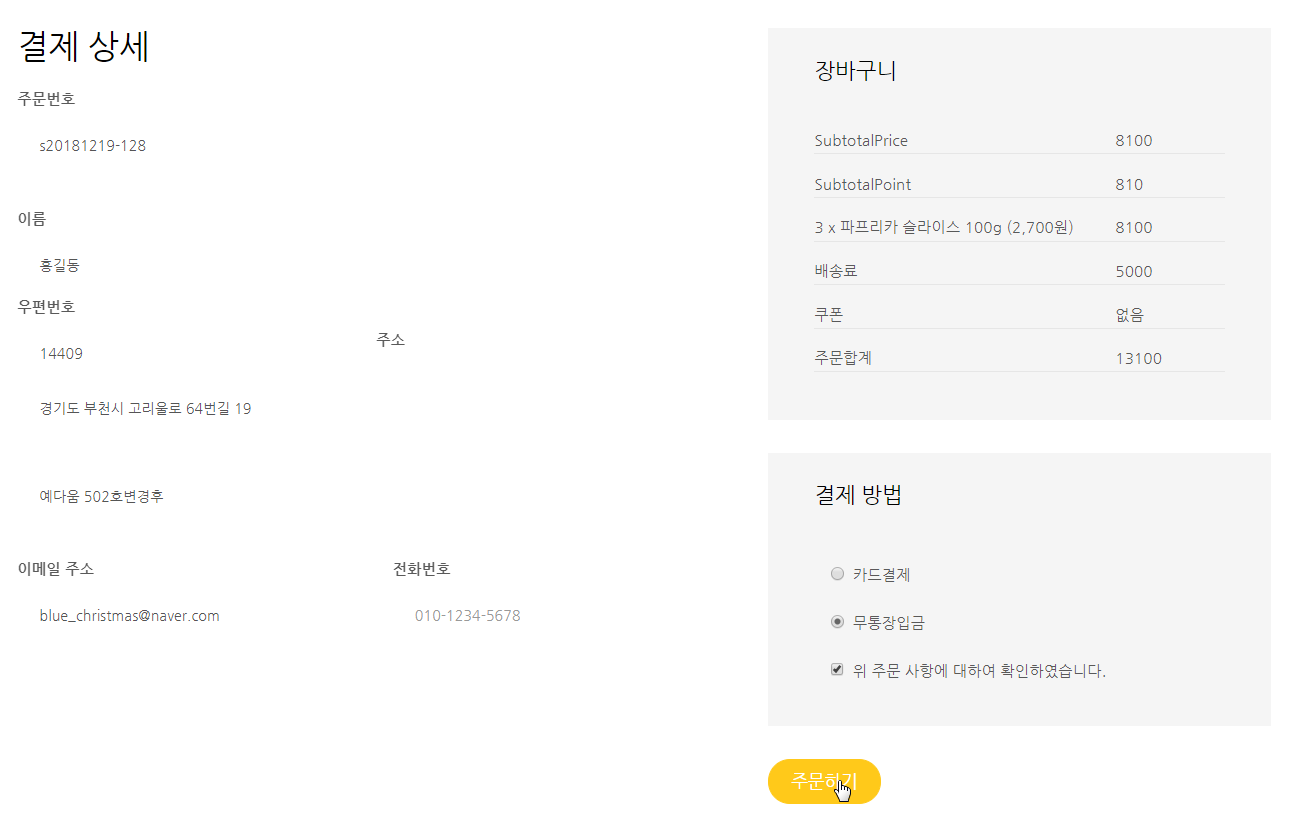 결제 상세
주문번호
s20181219-128
이름
홍길동
우편번호
14409
주소
경기도 부천시 고리울로 64번길 19
예다움 502호변경후
이메일 주소
blue_christmas@naver.com
전화번호
010-1234-5678
장바구니
SubtotalPrice 8100
SubtotalPoint 810
3 x 파프리카 슬라이스 100g (2,700원) 8100
배송료 5000
쿠폰 없음
주문합계 13100
결제 방법
카드결제
무통장입금
위 주문 사항에 대하여 확인하였습니다.
주문하기